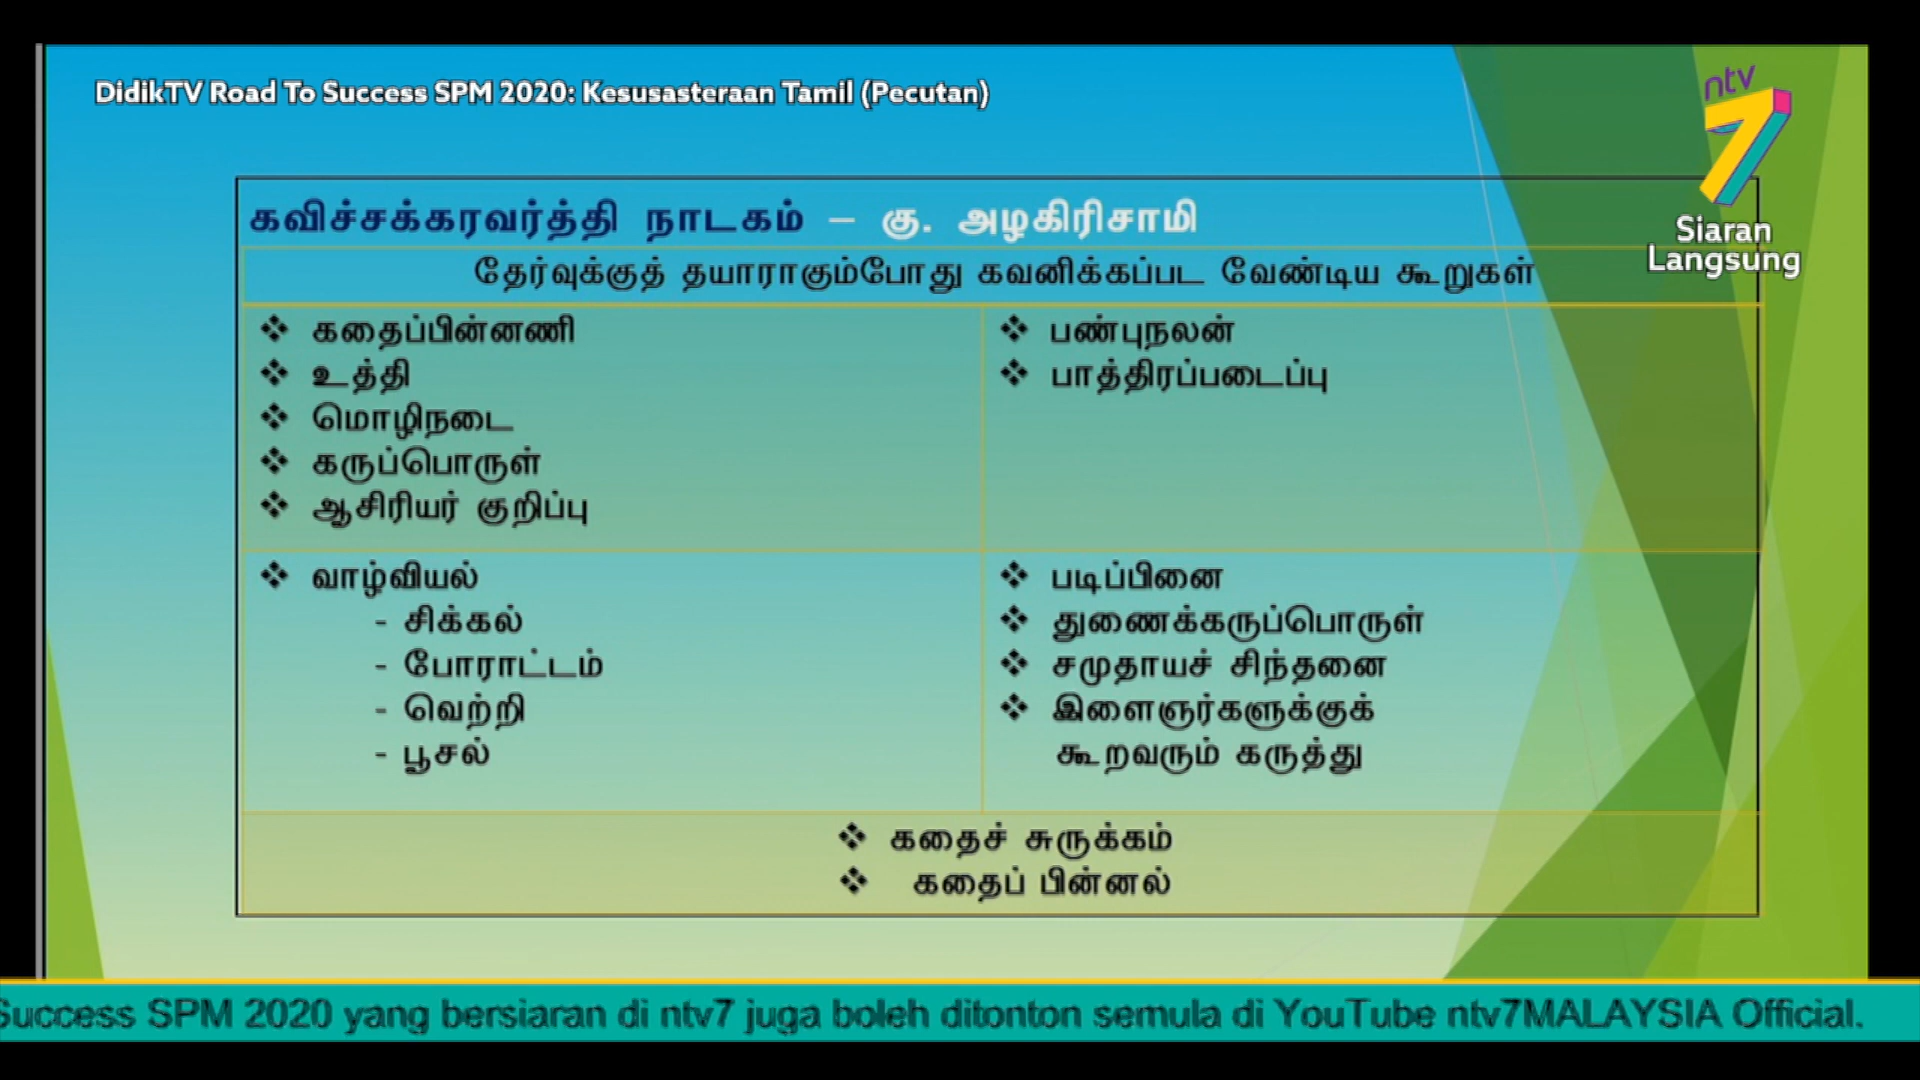 DidikTV Road To Success SPM 2020: Kesusasteraan Tamil (Pecutan)
ntv
7
Siaran
Langsung
கவிச்சக்கரவர்த்தி நாடகம் – கு. அழகிரிசாமி
தேர்வுக்குத் தயாராகும்போது கவனிக்கப்பட வேண்டிய கூறுகள்
❖ கதைப்பின்னணி
❖ உத்தி
❖ மொழிநடை
❖ கருப்பொருள்
❖ ஆசிரியர் குறிப்பு
❖ பண்புநலன்
❖ பாத்திரப்படைப்பு
❖ வாழ்வியல்
- சிக்கல்
- போராட்டம்
- வெற்றி
- பூசல்
❖ படிப்பினை
❖ துணைக்கருப்பொருள்
❖ சமுதாயச் சிந்தனை
❖ இளைஞர்களுக்குக்
கூறவரும் கருத்து
❖ கதைச் சுருக்கம்
❖ கதைப் பின்னல்
Success SPM 2020 yang bersiaran di ntv7 juga boleh ditonton semula di YouTube ntv7MALAYSIA Official.